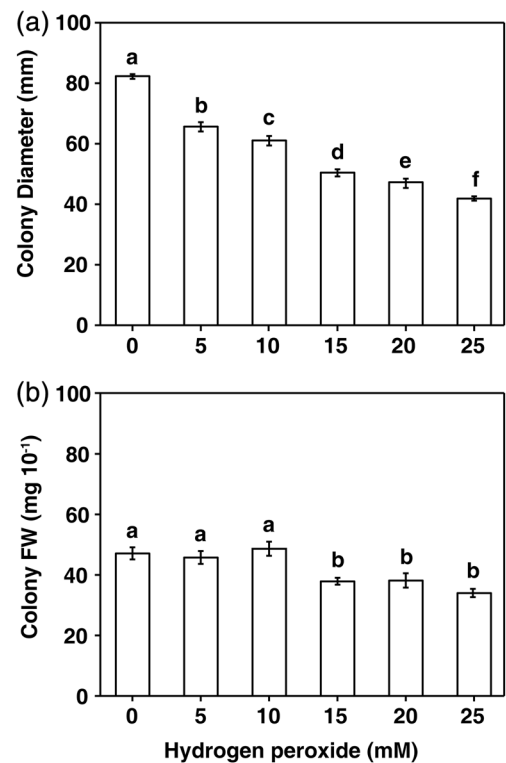 (a)
100
80
60
40
20
0
Colony Diameter (mm)
a
b
c
d
e
f
0 5 10 15 20 25
(b)
100
80
60
40
20
0
Colony FW (mg 10⁻¹)
a a a b b b
0 5 10 15 20 25
Hydrogen peroxide (mM)